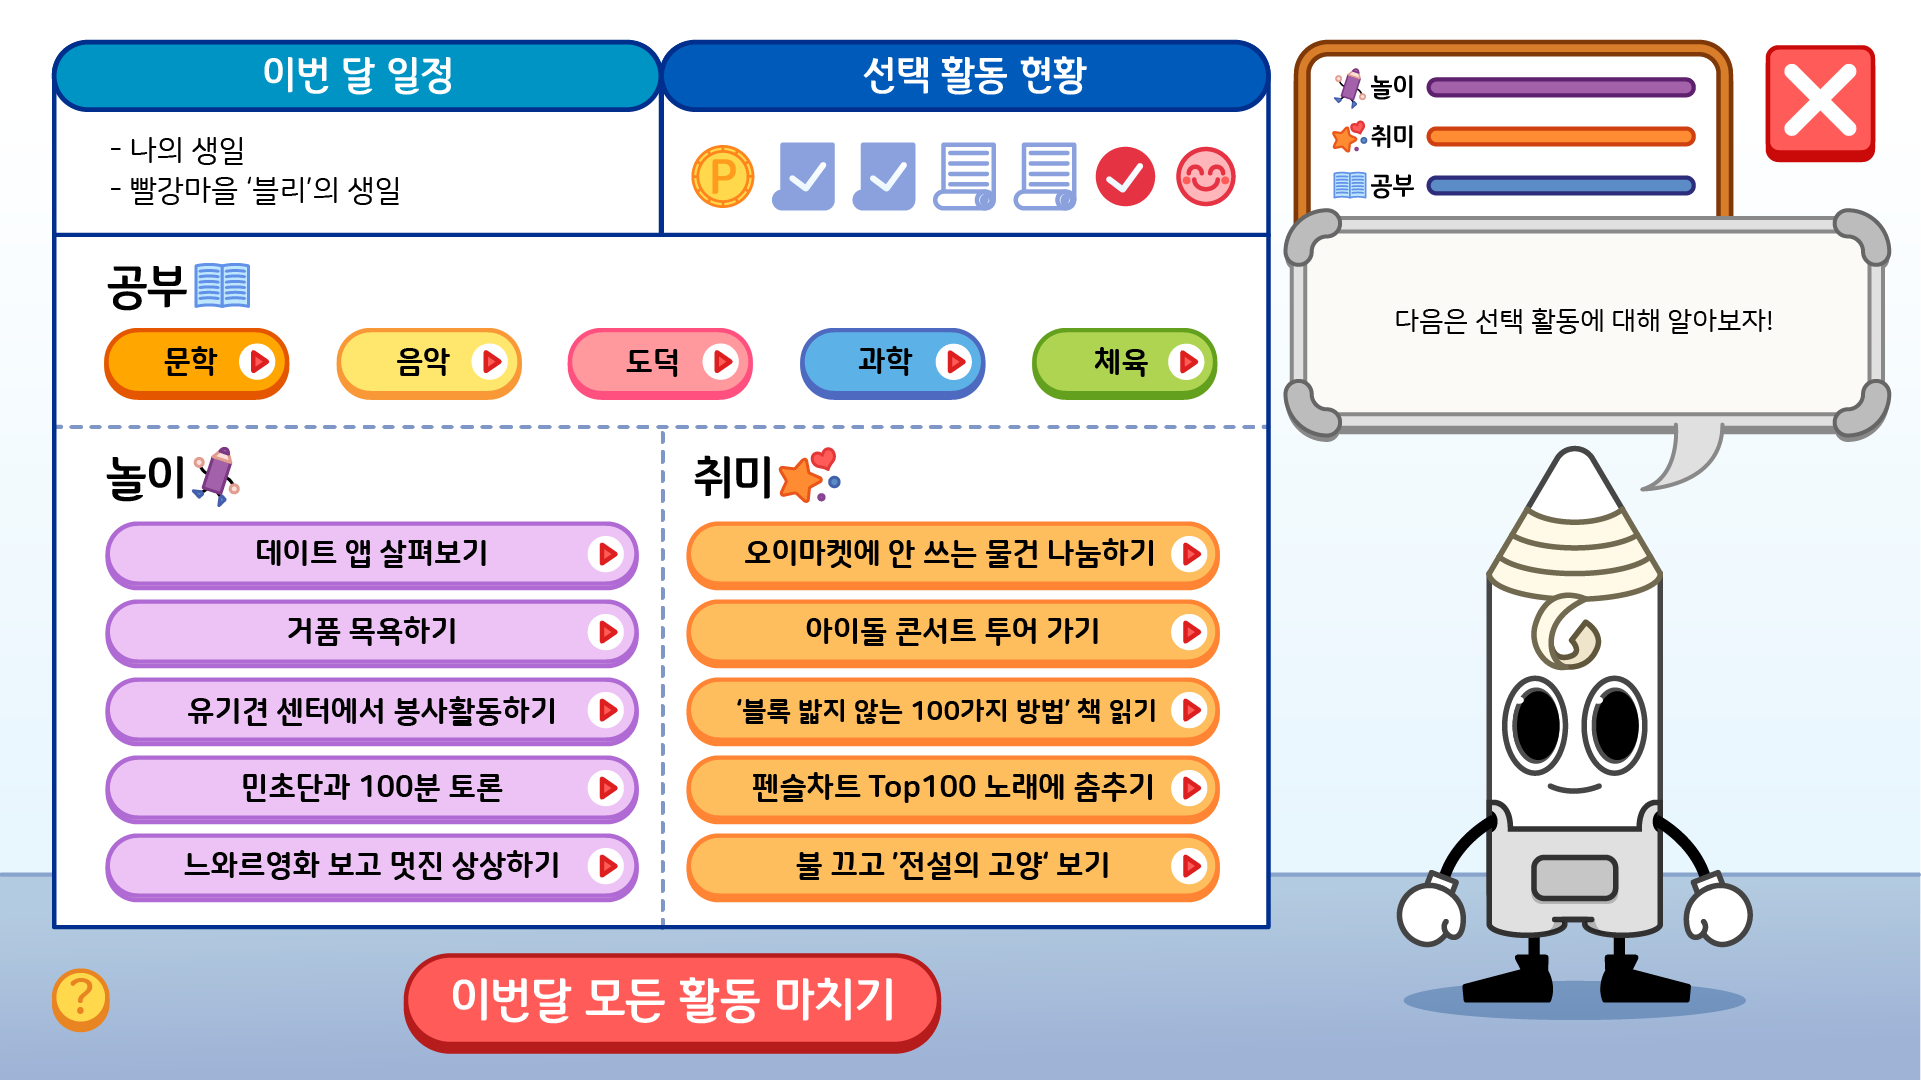 이번 달 일정
선택 활동 현황
- 나의 생일
- 빨강마을 ‘블리’의 생일
P
놀이
취미
공부
다음은 선택 활동에 대해 알아보자!
공부
문학
음악
도덕
과학
체육
놀이
데이트 앱 살펴보기
거품 목욕하기
유기견 센터에서 봉사활동하기
민초단과 100분 토론
느와르영화 보고 멋진 상상하기
취미
오이마켓에 안 쓰는 물건 나눔하기
아이돌 콘서트 투어 가기
‘블록 밟지 않는 100가지 방법’ 책 읽기
펜슬차트 Top100 노래에 춤추기
불 끄고 ’전설의 고양‘ 보기
?
이번달 모든 활동 마치기